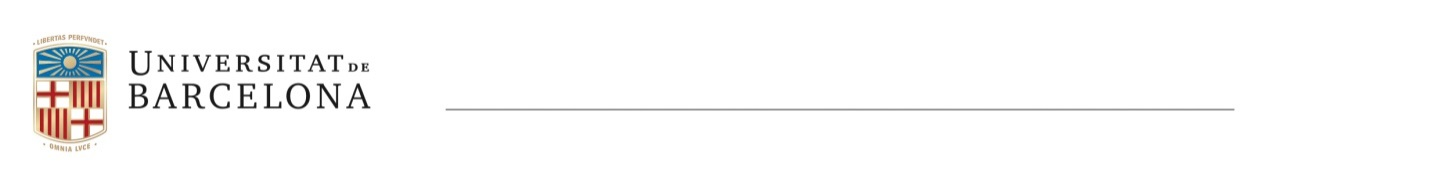 · LIBERTAS PERFVNDET ·
UNIVERSITAT DE
BARCELONA
· OMNIA LVCE ·